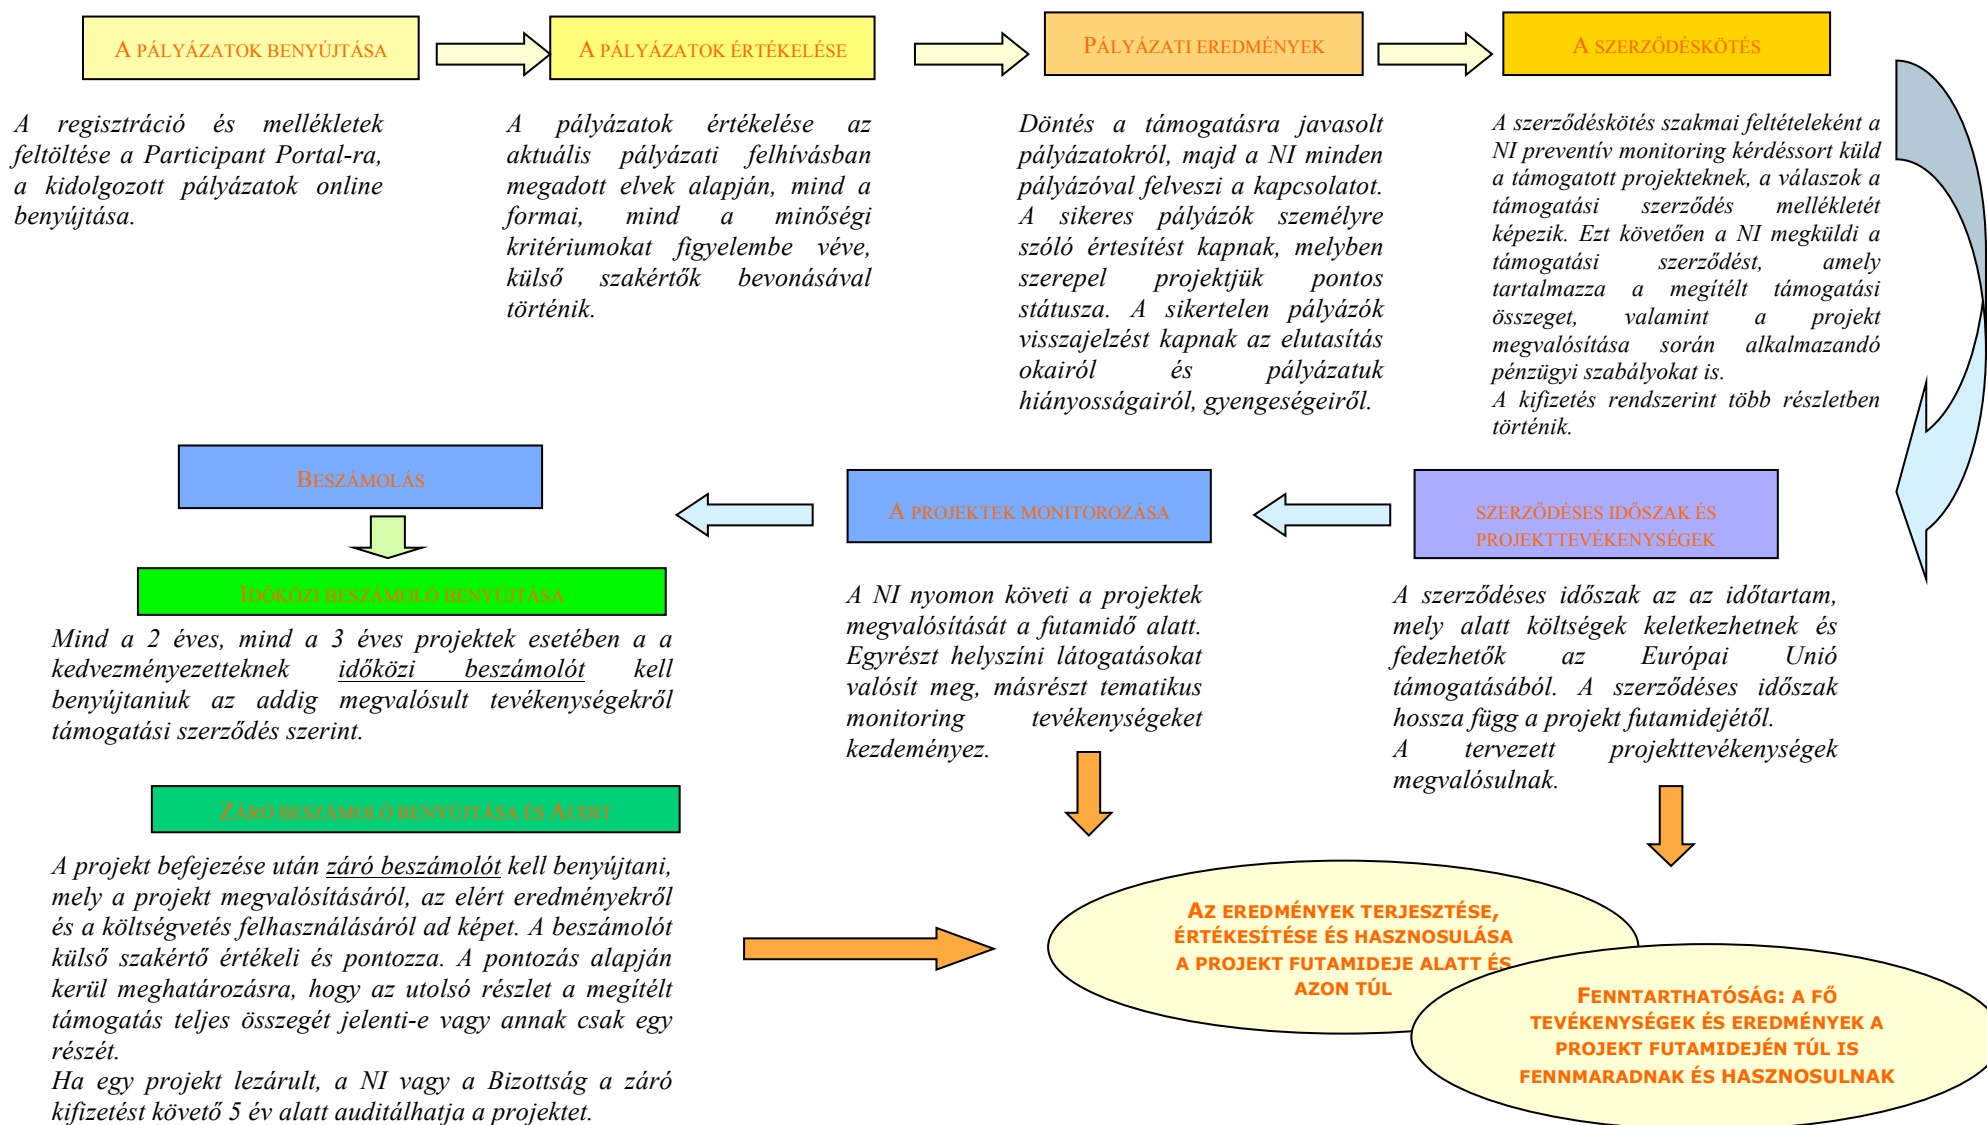 A PÁLYÁZATOK BENYÚJTÁSA
A PÁLYÁZATOK ÉRTÉKELÉSE
PÁLYÁZATI EREDMÉNYEK
A SZERZŐDÉSKÖTÉS
A regisztráció és mellékletek
feltöltése a Participant Portal-ra,
a kidolgozott pályázatok online
benyújtása.
A pályázatok értékelése az
aktuális pályázati felhívásban
megadott elvek alapján, mind a
formai, mind a minőségi
kritériumokat figyelembe véve,
külső szakértők bevonásával
történik.
Döntés a támogatásra javasolt
pályázatokról, majd a NI minden
pályázóval felveszi a kapcsolatot.
A sikeres pályázók személyre
szóló értesítést kapnak, melyben
szerepel projektjük pontos
státusza. A sikertelen pályázók
visszajelzést kapnak az elutasítás
okairól és pályázatuk
hiányosságairól, gyengeségeiről.
A szerződéskötés szakmai feltételeként a
NI preventív monitoring kérdéssort küld
a támogatott projekteknek, a válaszok a
támogatási szerződés mellékletét
képezik. Ezt követően a NI megküldi a
támogatási szerződést, amely
tartalmazza a megítélt támogatási
összeget, valamint a projekt
megvalósítása során alkalmazandó
pénzügyi szabályokat is.
A kifizetés rendszerint több részletben
történik.
BESZÁMOLÁS
A PROJEKTEK MONITOROZÁSA
SZERZŐDÉSES IDŐSZAK ÉS
PROJEKTTEVÉKENYSÉGEK
IDŐKÖZI BESZÁMOLÓ BENYÚJTÁSA
Mind a 2 éves, mind a 3 éves projektek esetében a a
kedvezményezetteknek időközi beszámolót kell
benyújtaniuk az addig megvalósult tevékenységekről
támogatási szerződés szerint.
A NI nyomon követi a projektek
megvalósítását a futamidő alatt.
Egyrészt helyszíni látogatásokat
valósít meg, másrészt tematikus
monitoring tevékenységeket
kezdeményez.
A szerződéses időszak az az időtartam,
mely alatt költségek keletkezhetnek és
fedezhetők az Európai Unió
támogatásából. A szerződéses időszak
hossza függ a projekt futamidejétől.
A tervezett projekttevékenységek
megvalósulnak.
ZÁRÓ BESZÁMOLÓ BENYÚJTÁSA ÉS AUDIT
A projekt befejezése után záró beszámolót kell benyújtani,
mely a projekt megvalósításáról, az elért eredményekről
és a költségvetés felhasználásáról ad képet. A beszámolót
külső szakértő értékeli és pontozza. A pontozás alapján
kerül meghatározásra, hogy az utolsó részlet a megítélt
támogatás teljes összegét jelenti-e vagy annak csak egy
részét.
Ha egy projekt lezárult, a NI vagy a Bizottság a záró
kifizetést követő 5 év alatt auditálhatja a projektet.
AZ EREDMÉNYEK TERJESZTÉSE,
ÉRTÉKESÍTÉSE ÉS HASZNOSULÁSA
A PROJEKT FUTAMIDEJE ALATT ÉS
AZON TÚL
FENNTARTHATÓSÁG: A FŐ
TEVÉKENYSÉGEK ÉS EREDMÉNYEK A
PROJEKT FUTAMIDEJÉN TÚL IS
FENNMARADNAK ÉS HASZNOSULNAK